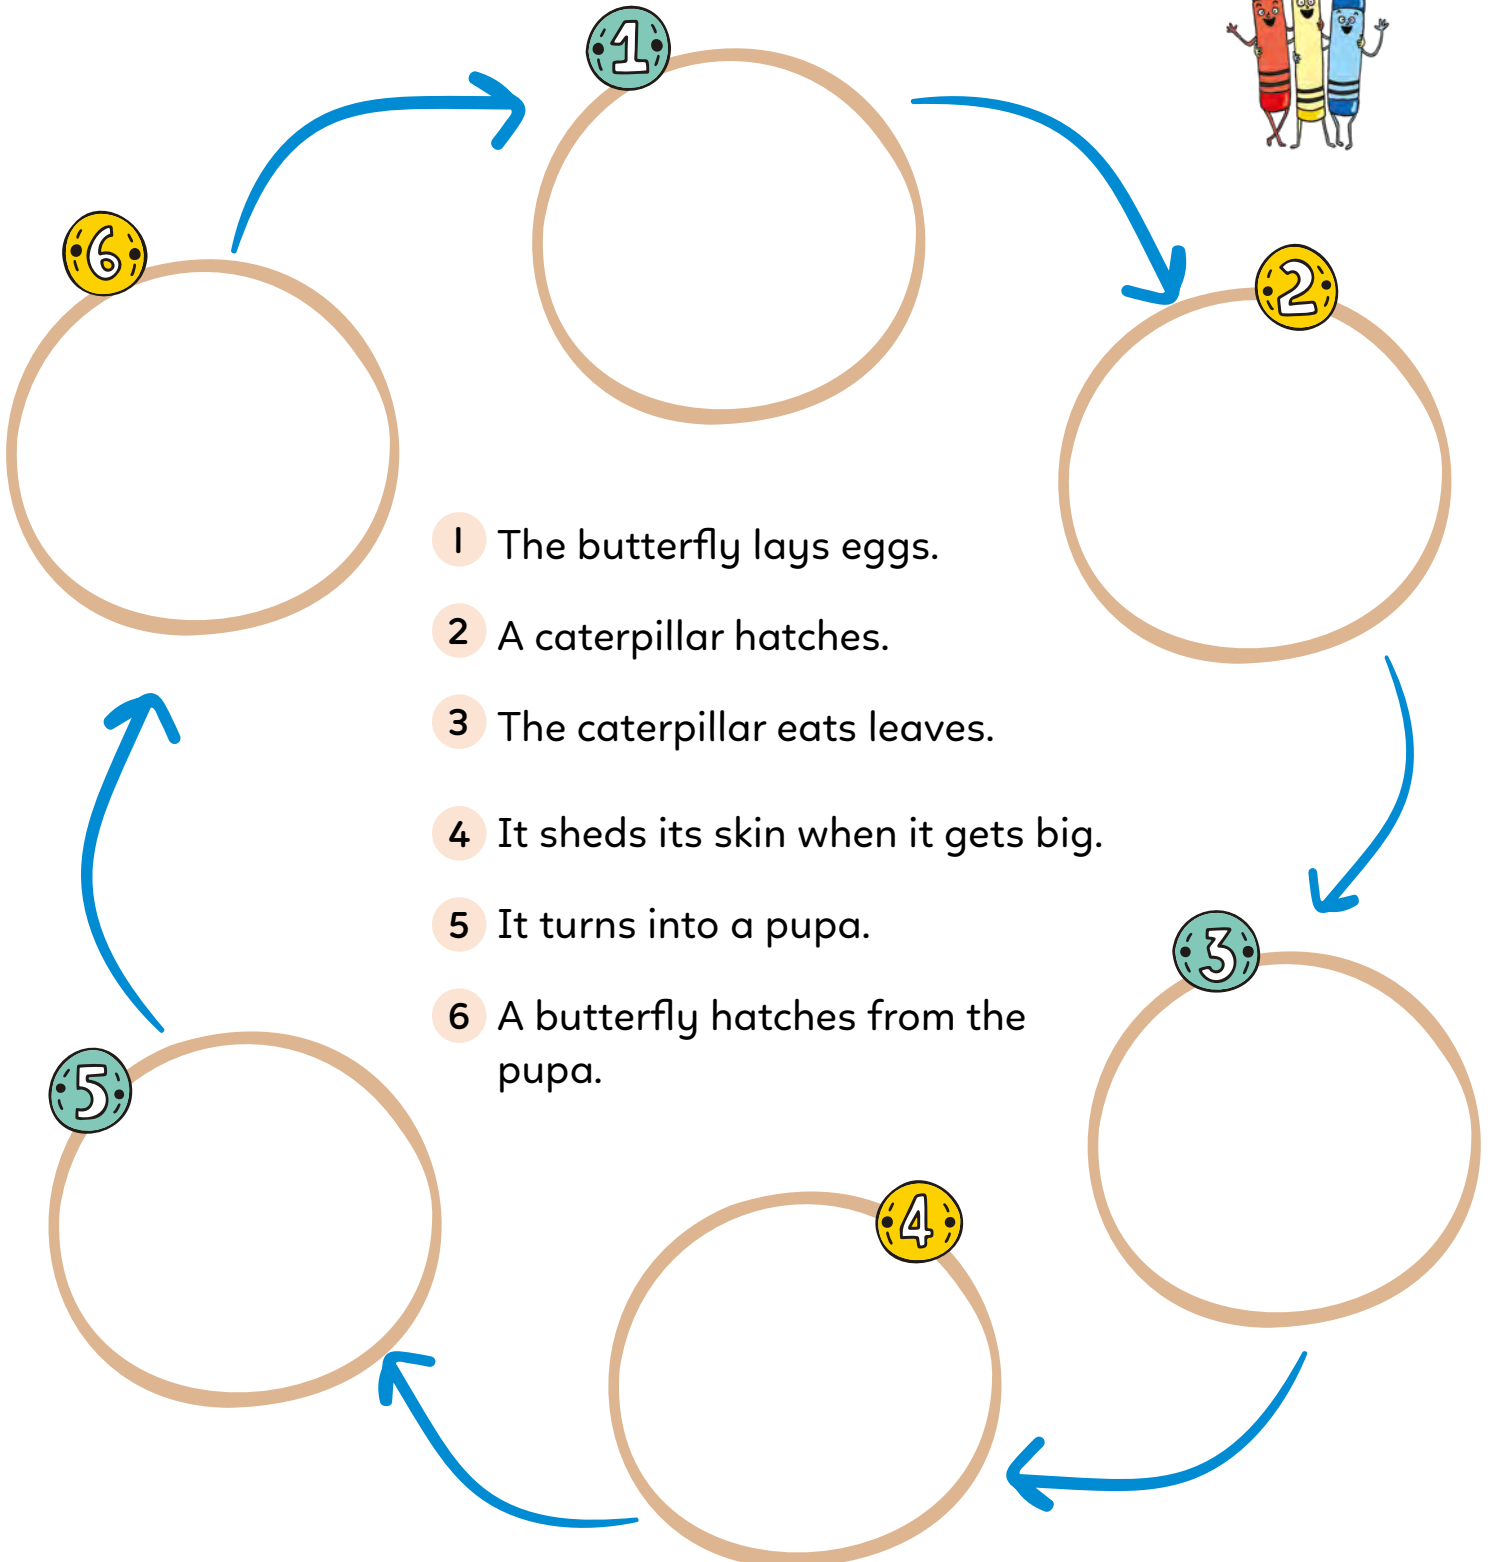 1
2
6
1 The butterfly lays eggs.
2 A caterpillar hatches.
3 The caterpillar eats leaves.
4 It sheds its skin when it gets big.
5 It turns into a pupa.
6 A butterfly hatches from the
pupa.
3
5
4